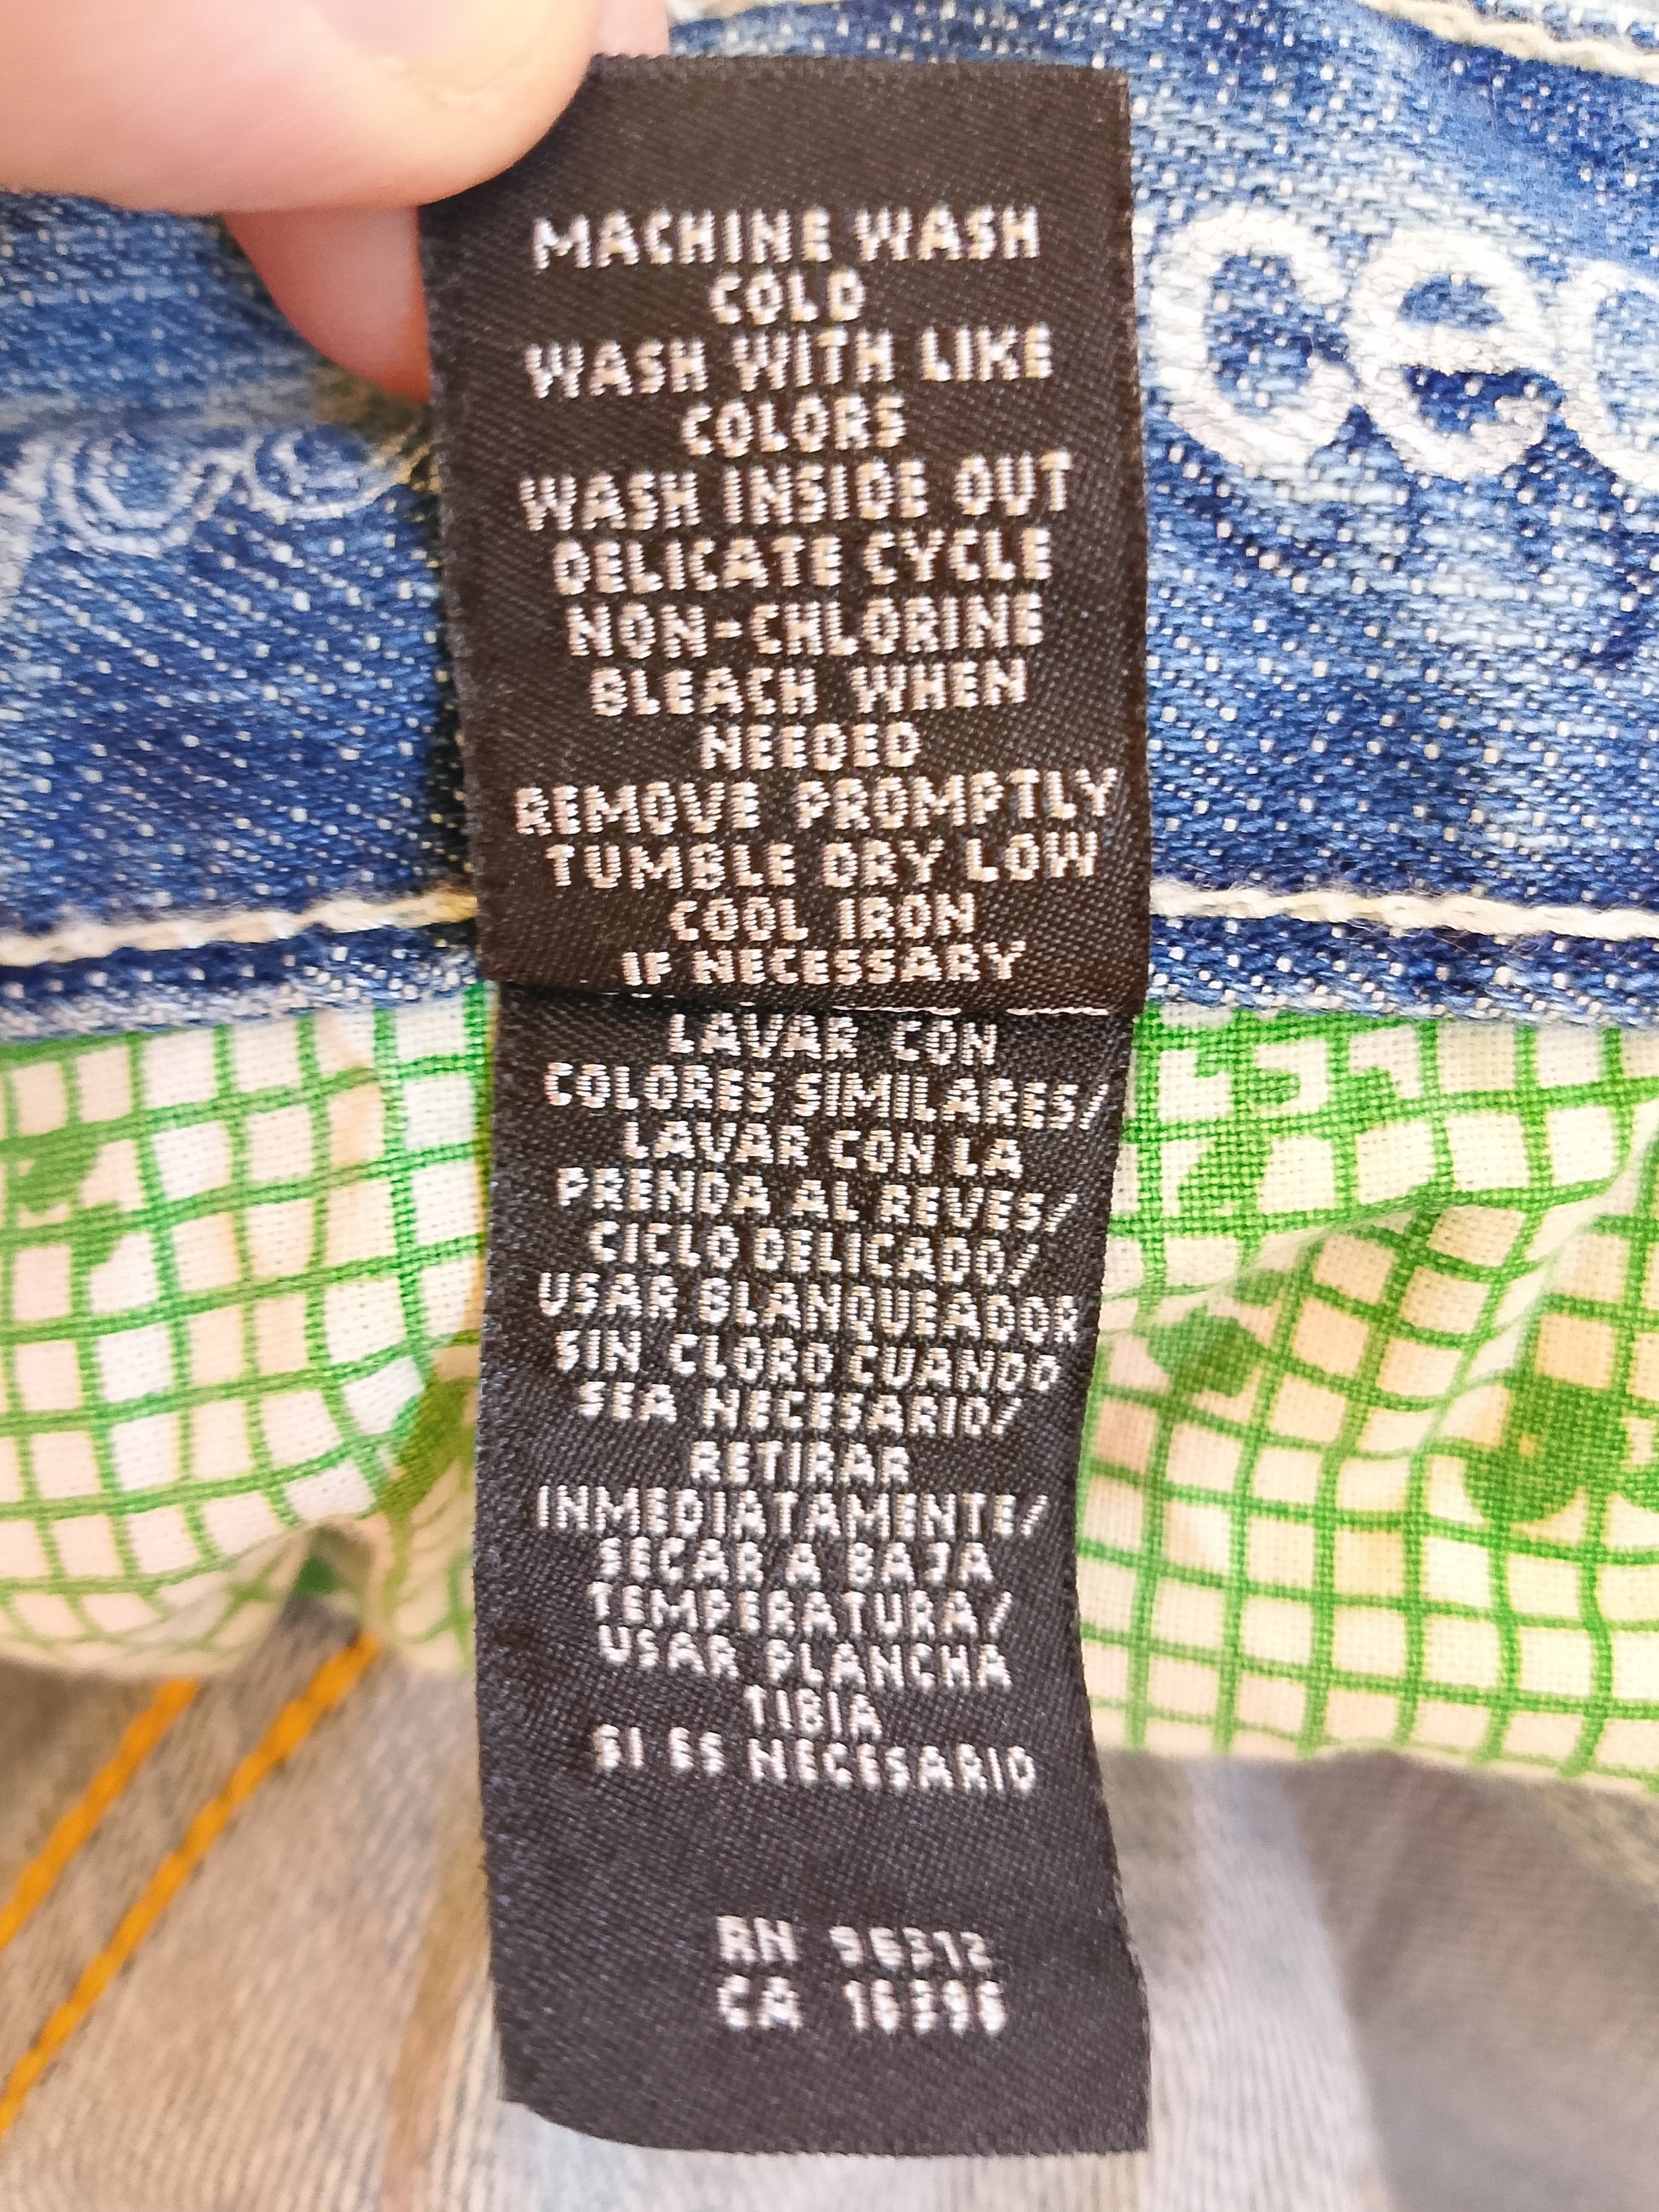 MACHINE WASH
COLD
WASH WITH LIKE
COLORS
WASH INSIDE OUT
DELICATE CYCLE
NON-CHLORINE
BLEACH WHEN
NEEDED
REMOVE PROMPTLY
TUMBLE DRY LOW
COOL IRON
IF NECESSARY
LAVAR CON
COLORES SIMILARES/
LAVAR CON LA
PRENDA AL REVES/
CICLO DELICADO/
USAR BLANQUEADOR
SIN CLORO CUANDO
SEA NECESARIO/
RETIRAR
INMEDIATAMENTE/
SECAR A BAJA
TEMPERATURA/
USAR PLANCHA
TIBIA
SI ES NECESARIO
RN 96312
CA 16396